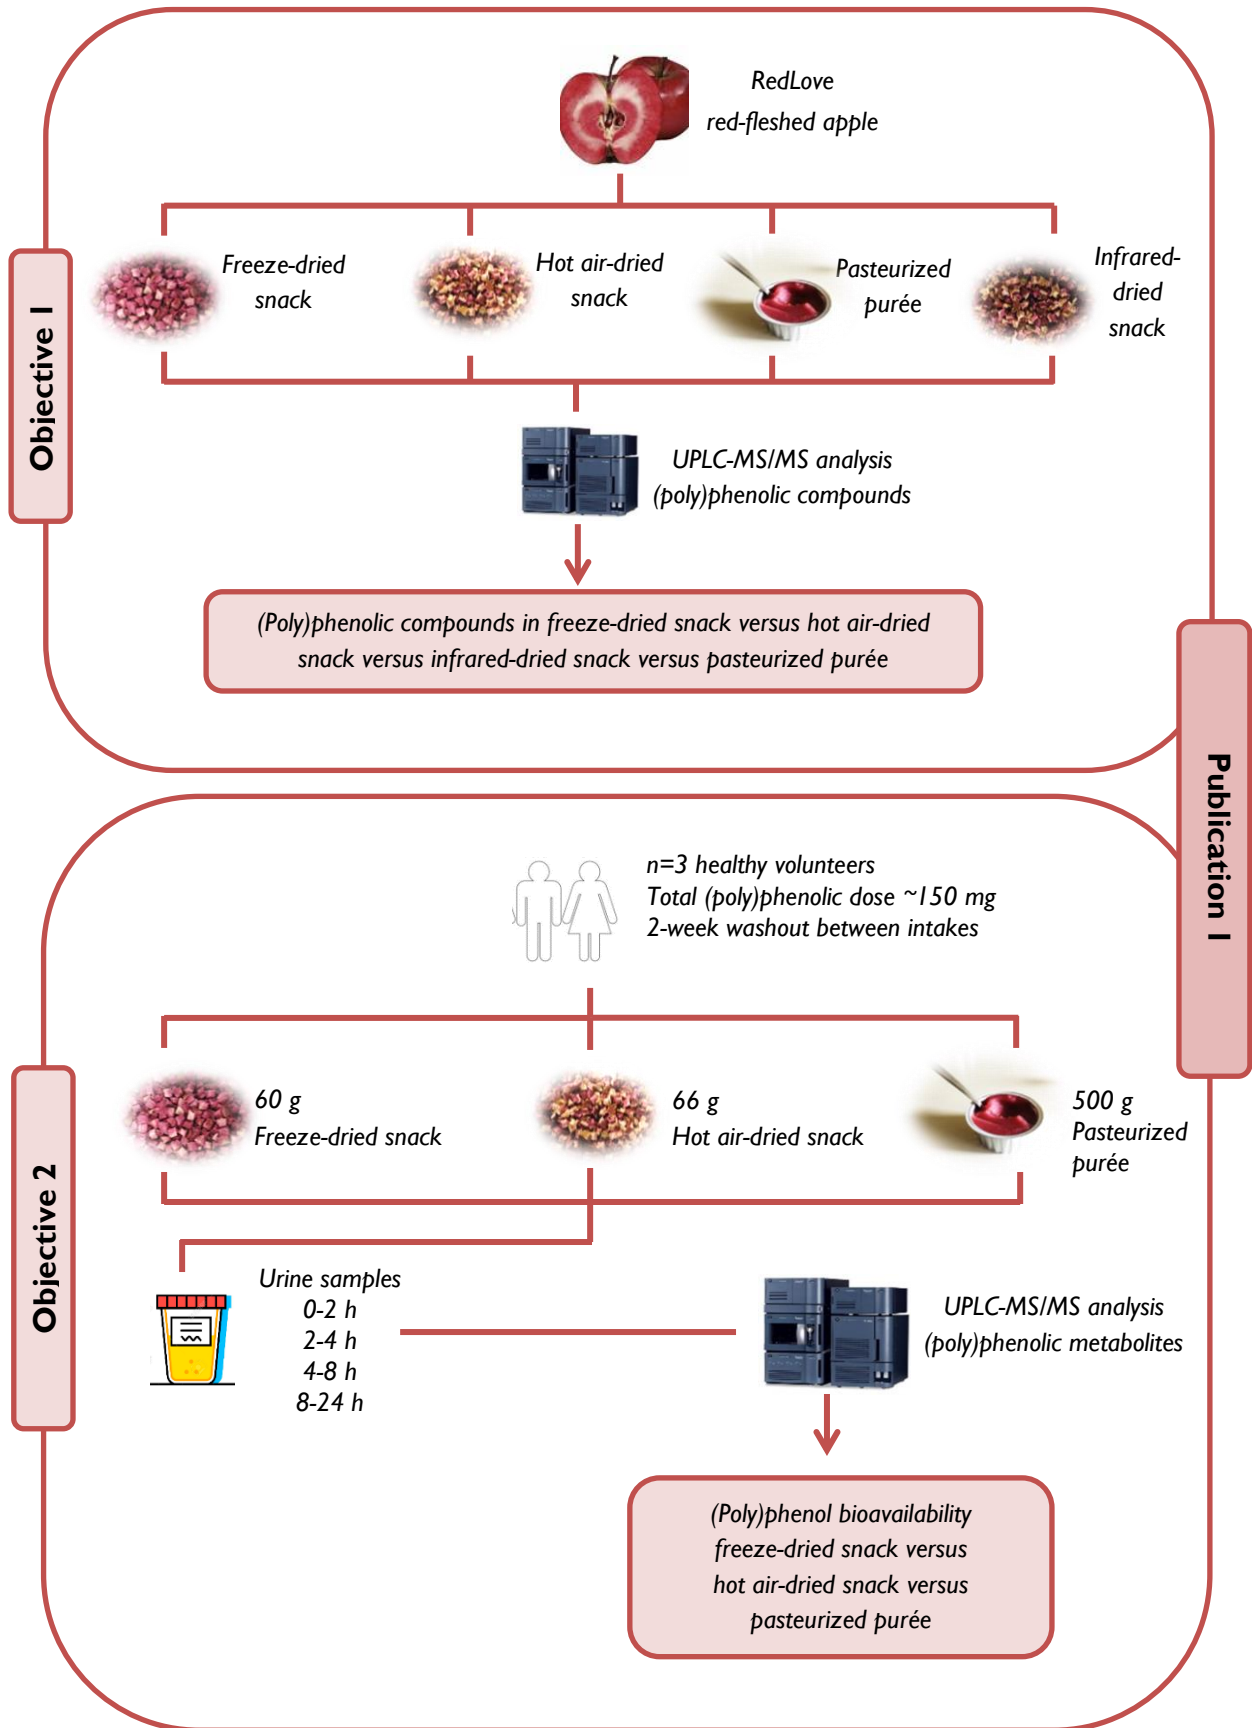 RedLove
red-fleshed apple
Freeze-dried
snack
Hot air-dried
snack
Pasteurized
purée
Infrared-
dried
snack
Objective 1
UPLC-MS/MS analysis
(poly)phenolic compounds
(Poly)phenolic compounds in freeze-dried snack versus hot air-dried
snack versus infrared-dried snack versus pasteurized purée
Publication 1
n=3 healthy volunteers
Total (poly)phenolic dose ~150 mg
2-week washout between intakes
60 g
Freeze-dried snack
66 g
Hot air-dried snack
500 g
Pasteurized
purée
Objective 2
Urine samples
0-2 h
2-4 h
4-8 h
8-24 h
UPLC-MS/MS analysis
(poly)phenolic metabolites
(Poly)phenol bioavailability
freeze-dried snack versus
hot air-dried snack versus
pasteurized purée